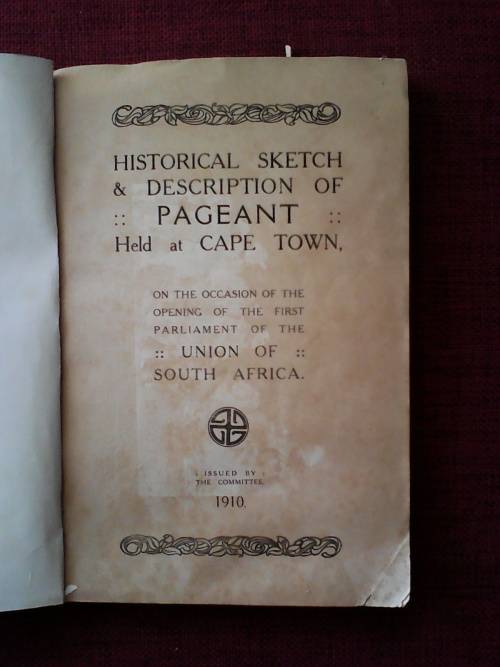 HISTORICAL SKETCH
& DESCRIPTION OF
:: PAGEANT ::
Held at CAPE TOWN,
ON THE OCCASION OF THE
OPENING OF THE FIRST
PARLIAMENT OF THE
:: UNION OF ::
SOUTH AFRICA.
: ISSUED BY :
THE COMMITTEE,
1910.